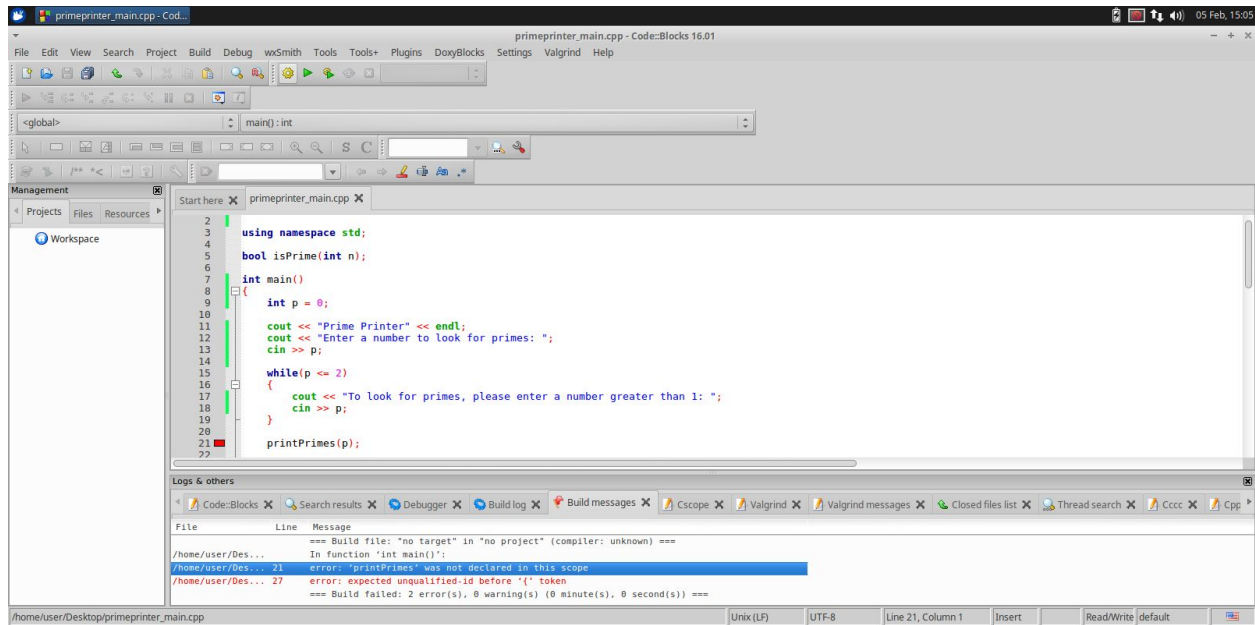 primeprinter_main.cpp - Cod...
05 Feb, 15:05
primeprinter_main.cpp - Code::Blocks 16.01
File Edit View Search Project Build Debug wxSmith Tools Tools+ Plugins DoxyBlocks Settings Valgrind Help
<global> main() : int
S C
/** *<
.*
Management
Projects Files Resources
Workspace
Start here primeprinter_main.cpp
2
3 using namespace std;
4
5 bool isPrime(int n);
6
7 int main()
8 {
9 int p = 0;
10
11 cout << "Prime Printer" << endl;
12 cout << "Enter a number to look for primes: ";
13 cin >> p;
14
15 while(p <= 2)
16 {
17 cout << "To look for primes, please enter a number greater than 1: ";
18 cin >> p;
19 }
20
21 printPrimes(p);
22
Logs & others
Code::Blocks Search results Debugger Build log Build messages Cscope Valgrind Valgrind messages Closed files list Thread search Cccc Cpp
File Line Message
=== Build file: "no target" in "no project" (compiler: unknown) ===
/home/user/Des... In function ‘int main()’:
/home/user/Des... 21 error: ‘printPrimes’ was not declared in this scope
/home/user/Des... 27 error: expected unqualified-id before ‘{’ token
=== Build failed: 2 error(s), 0 warning(s) (0 minute(s), 0 second(s)) ===
/home/user/Desktop/primeprinter_main.cpp Unix (LF) UTF-8 Line 21, Column 1 Insert Read/Write default